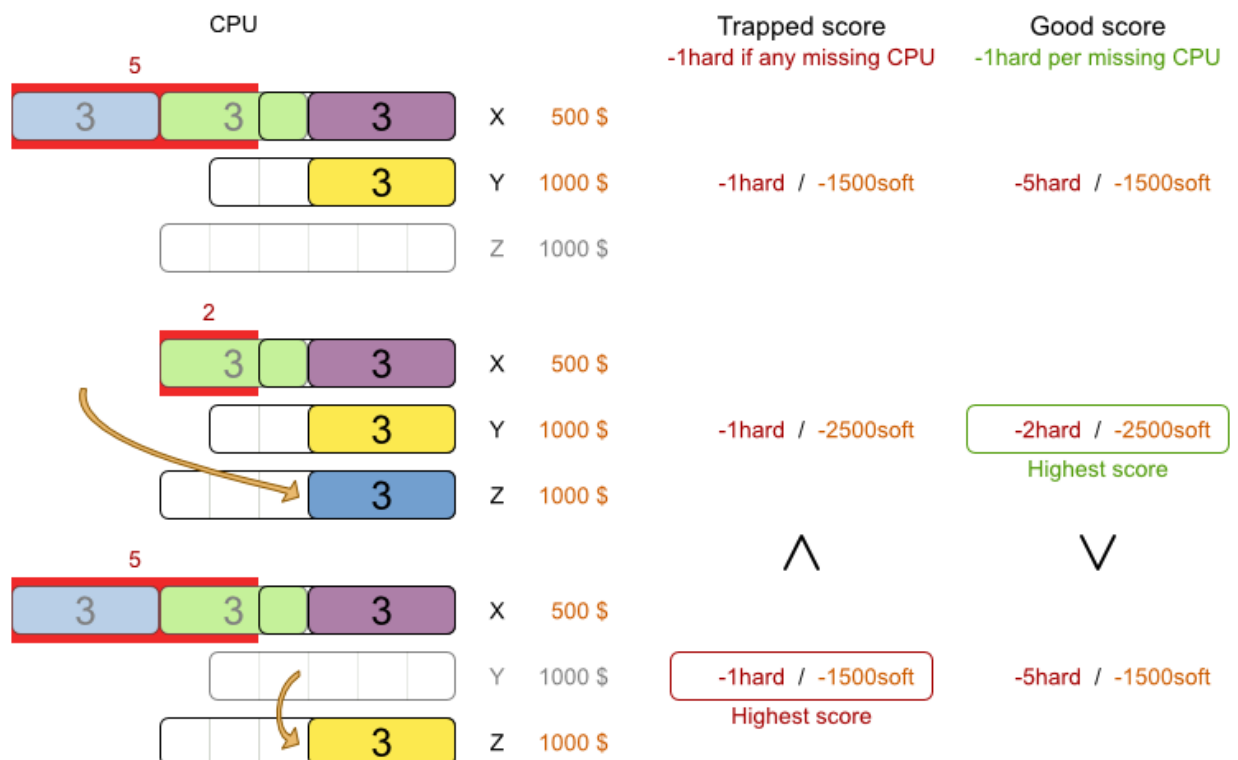 CPU Trapped score Good score
-1hard if any missing CPU -1hard per missing CPU
5
3 3 3 X 500 $
3 Y 1000 $ -1hard / -1500soft -5hard / -1500soft
Z 1000 $
2
3 3 X 500 $
3 Y 1000 $ -1hard / -2500soft -2hard / -2500soft
Highest score
3 Z 1000 $
5
3 3 3 X 500 $
Y 1000 $ -1hard / -1500soft -5hard / -1500soft
Highest score
3 Z 1000 $